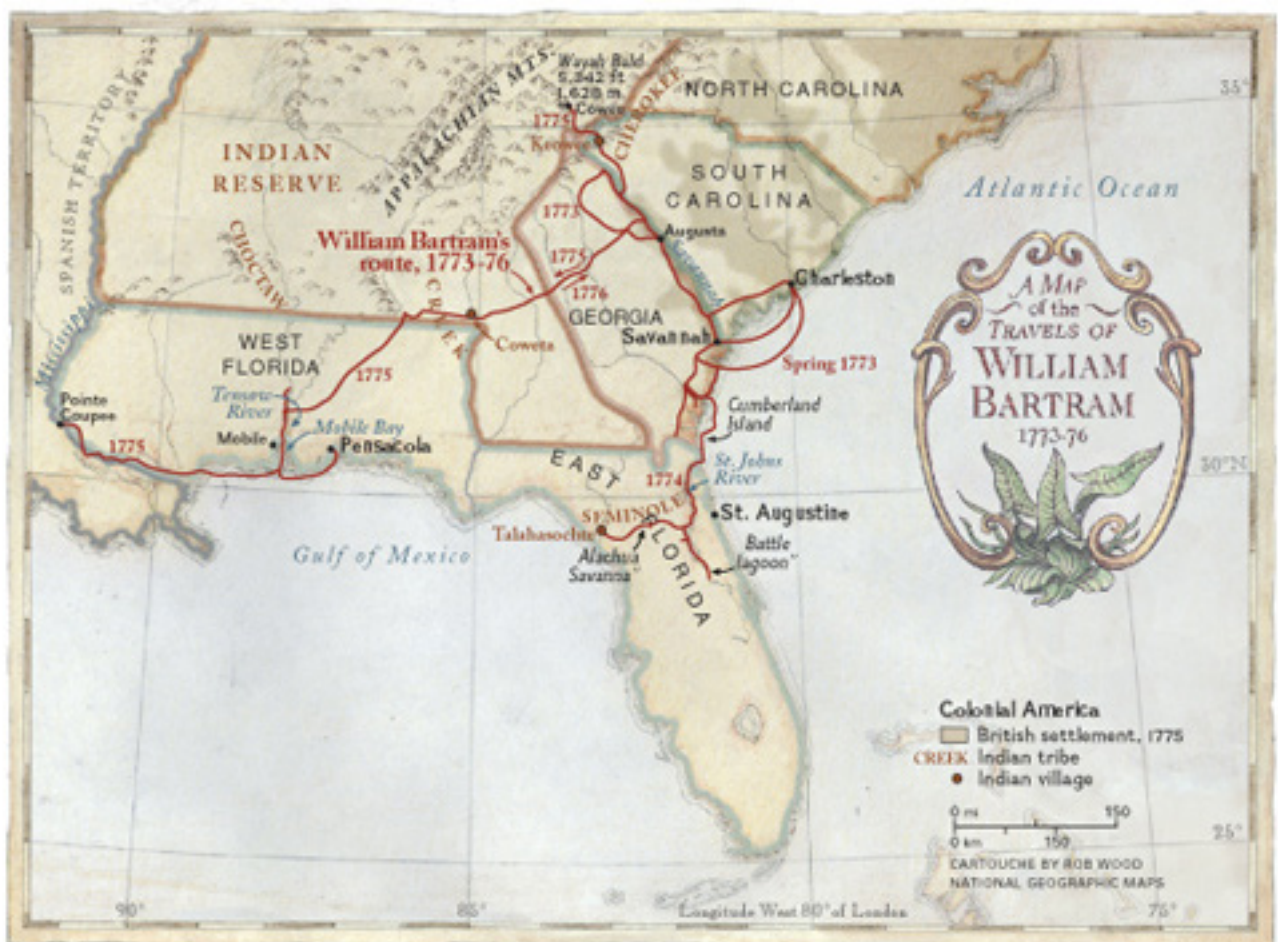 Wayah Bald
5,342 ft
1,628 m
Cowee
35°
NORTH CAROLINA
CHEROKEE
APPALACHIAN MTS.
1775
Keowee
SPANISH TERRITORY
INDIAN
RESERVE
SOUTH
CAROLINA
Atlantic Ocean
1773
CHOCTAW
William Bartram's
route, 1773-76
Augusta
Savannah
1775
1776
Charleston
A MAP
of the
TRAVELS OF
WILLIAM
BARTRAM
1773-76
CREEK
GEORGIA
Savannah
Mississippi
WEST
FLORIDA
Coweta
Spring 1773
1775
Tensaw
River
Pointe
Coupee
Cumberland
Island
Mobile Bay
Mobile
Pensacola
1775
EAST
FLORIDA
St. Johns
River
30°N
1774
SEMINOLE
St. Augustine
Talahasochte
Alachua
Savanna"
Battle
lagoon"
Gulf of Mexico
Colonial America
British settlement, 1775
CREEK Indian tribe
Indian village
0 mi 150
0 km 150
25°
CARTOUCHE BY ROB WOOD
NATIONAL GEOGRAPHIC MAPS
90°
85°
Longitude West 80° of London
75°